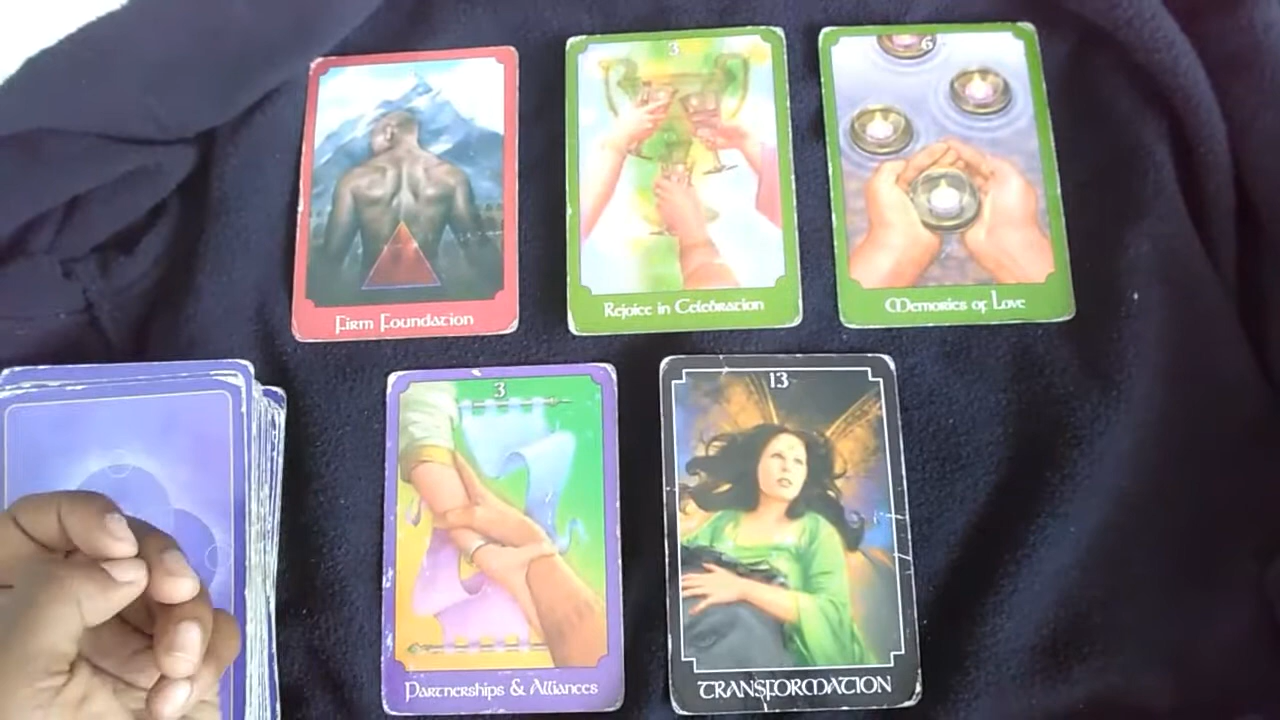 Firm Foundation
3
Rejoice in Celebration
6
Memories of Love
3
Partnerships & Alliances
13
TRANSFORMATION